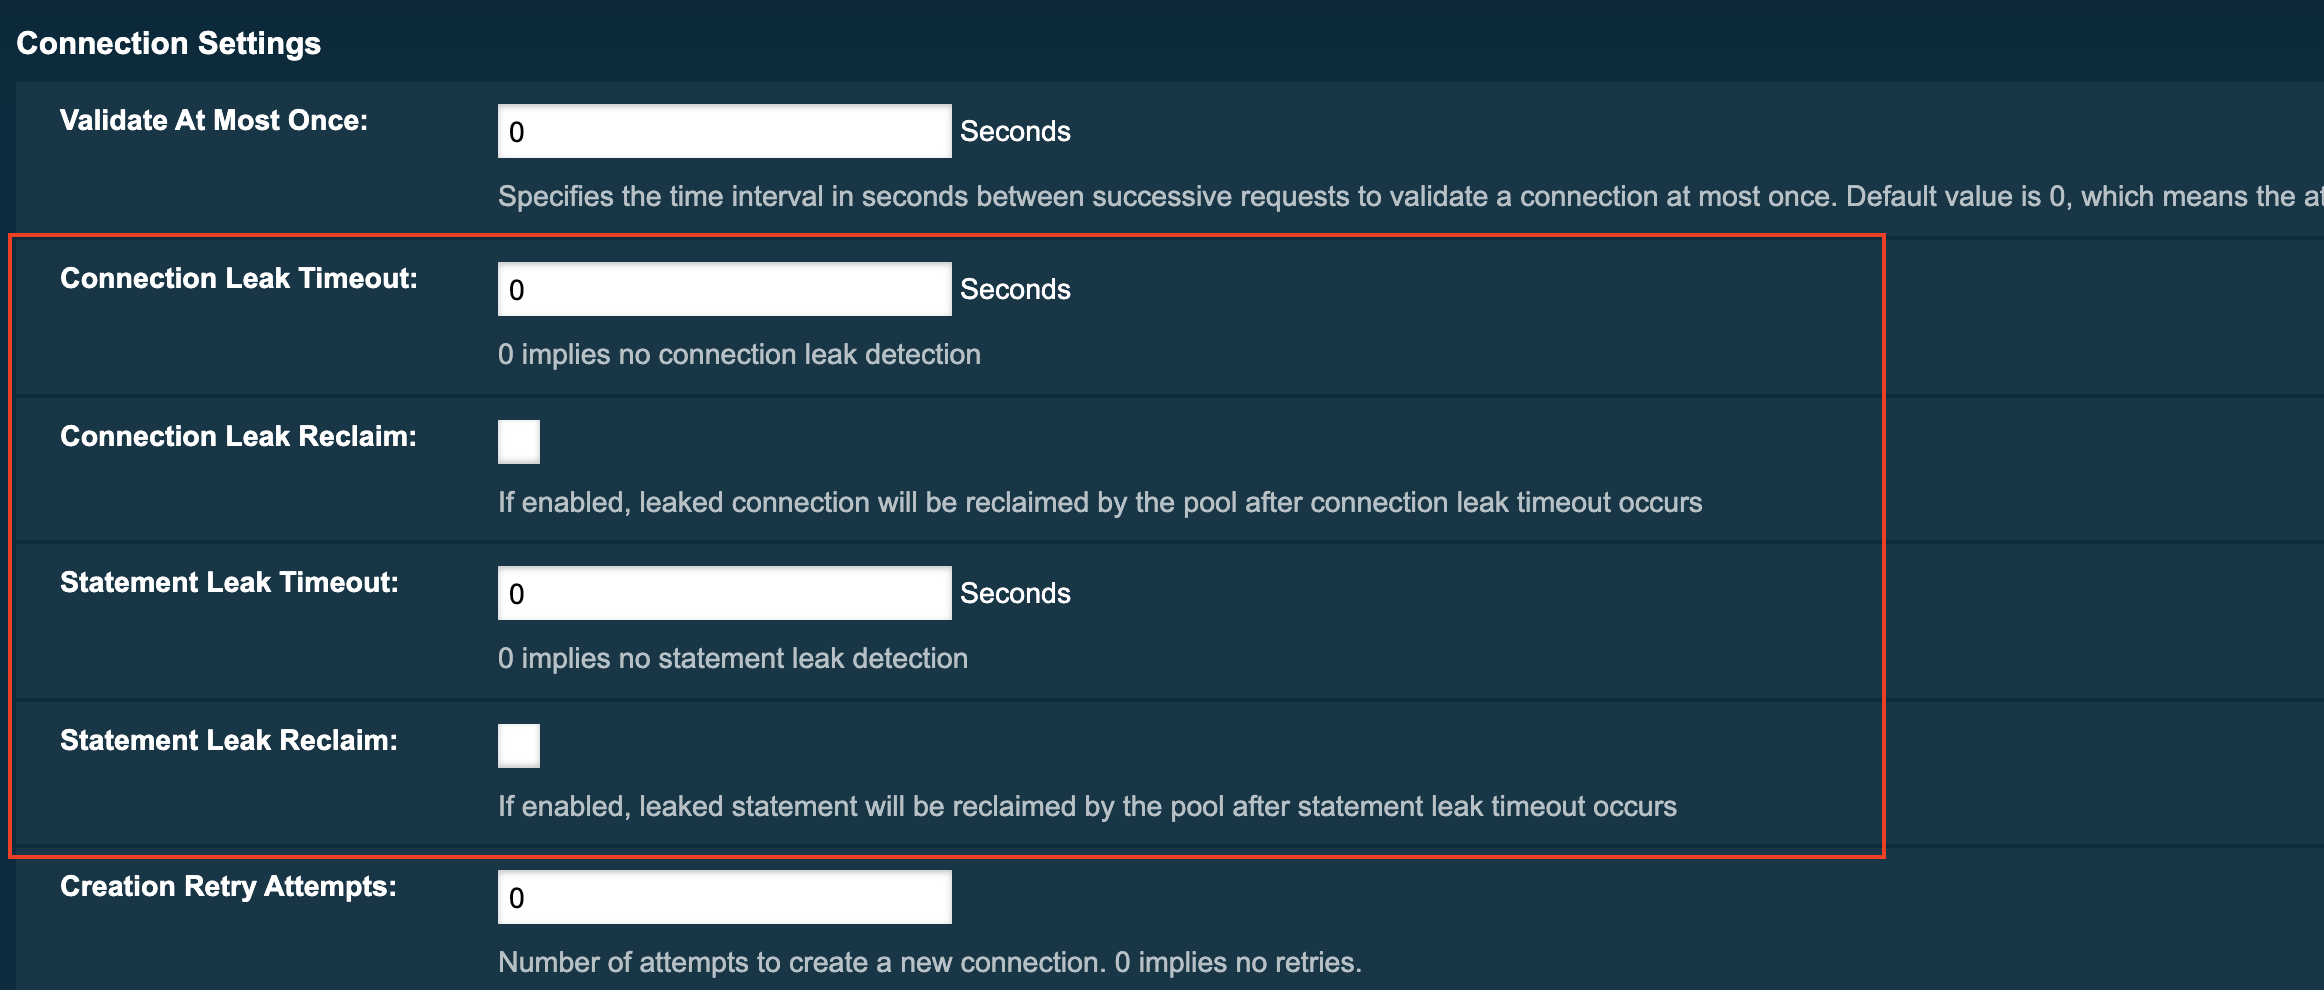 Connection Settings
Validate At Most Once:
0 Seconds
Specifies the time interval in seconds between successive requests to validate a connection at most once. Default value is 0, which means the
Connection Leak Timeout:
0 Seconds
0 implies no connection leak detection
Connection Leak Reclaim:
If enabled, leaked connection will be reclaimed by the pool after connection leak timeout occurs
Statement Leak Timeout:
0 Seconds
0 implies no statement leak detection
Statement Leak Reclaim:
If enabled, leaked statement will be reclaimed by the pool after statement leak timeout occurs
Creation Retry Attempts:
0
Number of attempts to create a new connection. 0 implies no retries.